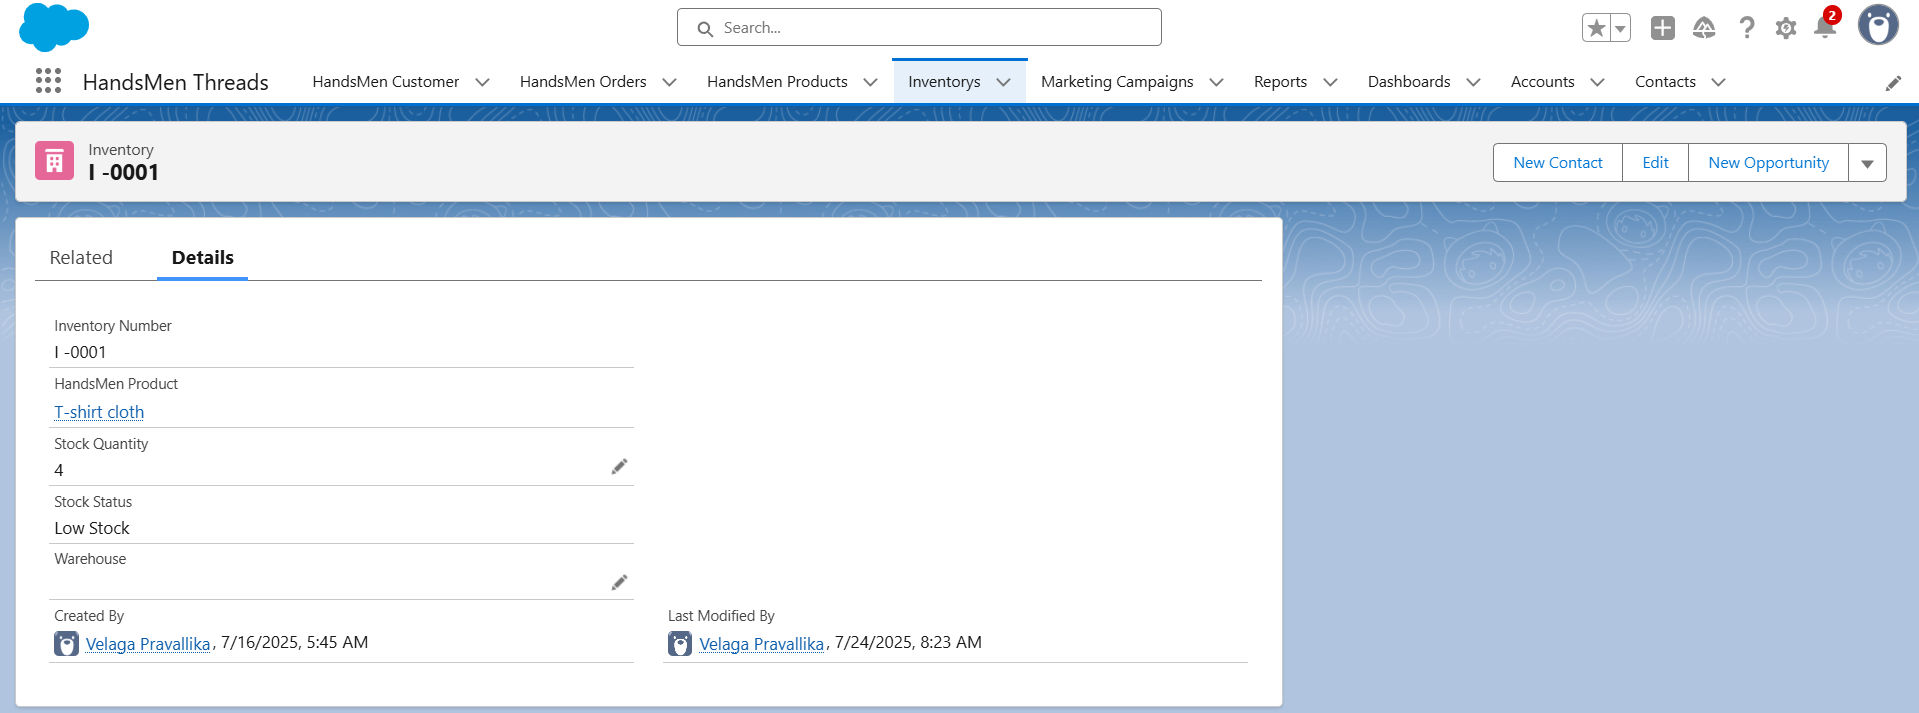 Search...
2
HandsMen Threads
HandsMen Customer
HandsMen Orders
HandsMen Products
Inventorys
Marketing Campaigns
Reports
Dashboards
Accounts
Contacts
Inventory
I -0001
New Contact
Edit
New Opportunity
Related
Details
Inventory Number
I -0001
HandsMen Product
T-shirt cloth
Stock Quantity
4
Stock Status
Low Stock
Warehouse
Created By
Velaga Pravallika, 7/16/2025, 5:45 AM
Last Modified By
Velaga Pravallika, 7/24/2025, 8:23 AM